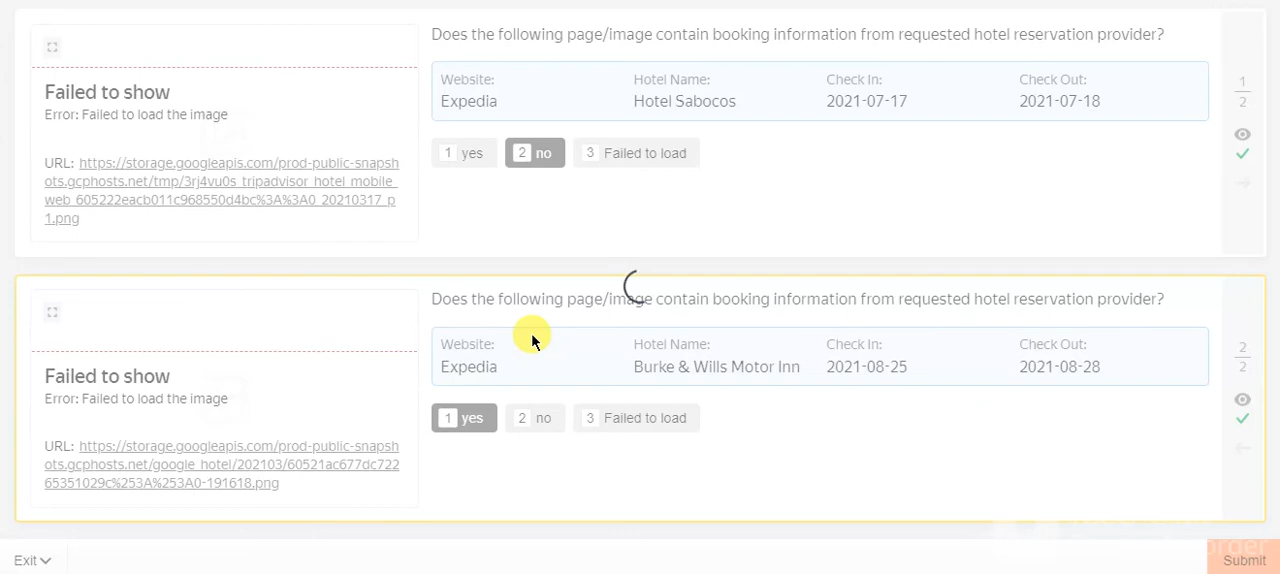 Does the following page/image contain booking information from requested hotel reservation provider?
Failed to show
Error: Failed to load the image
URL: https://storage.googleapis.com/prod-public-snapsh
ots.gcphosts.net/tmp/3rj4vu0s_tripadvisor_hotel_mobile_
web_605222eacb011c968550d4bc%3A%3A0_20210317_p
1.png
Website: Hotel Name: Check In: Check Out:
Expedia Hotel Sabocos 2021-07-17 2021-07-18
1 yes 2 no 3 Failed to load
1
2
Does the following page/image contain booking information from requested hotel reservation provider?
Failed to show
Error: Failed to load the image
URL: https://storage.googleapis.com/prod-public-snapsh
ots.gcphosts.net/google_hotel/202103/60521ac677dc722
65351029c%253A%253A0-191618.png
Website: Hotel Name: Check In: Check Out:
Expedia Burke & Wills Motor Inn 2021-08-25 2021-08-28
1 yes 2 no 3 Failed to load
2
2
Exit
Submit